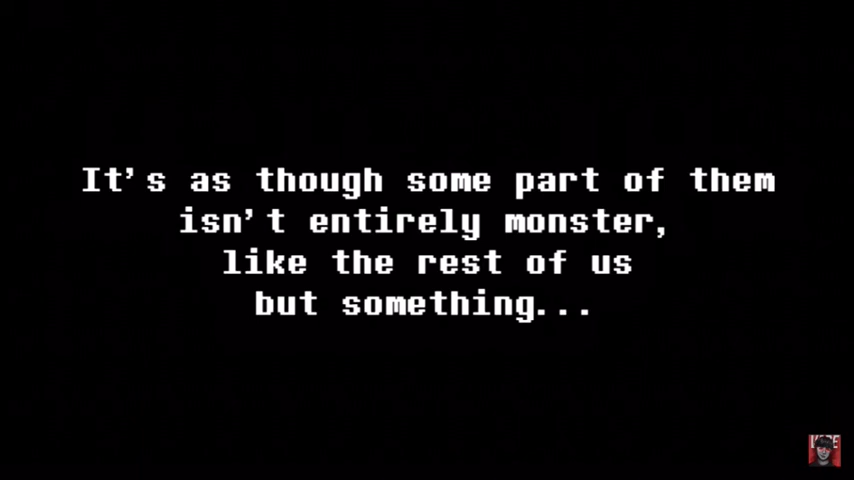 It's as though some part of them
isn't entirely monster,
like the rest of us
but something...